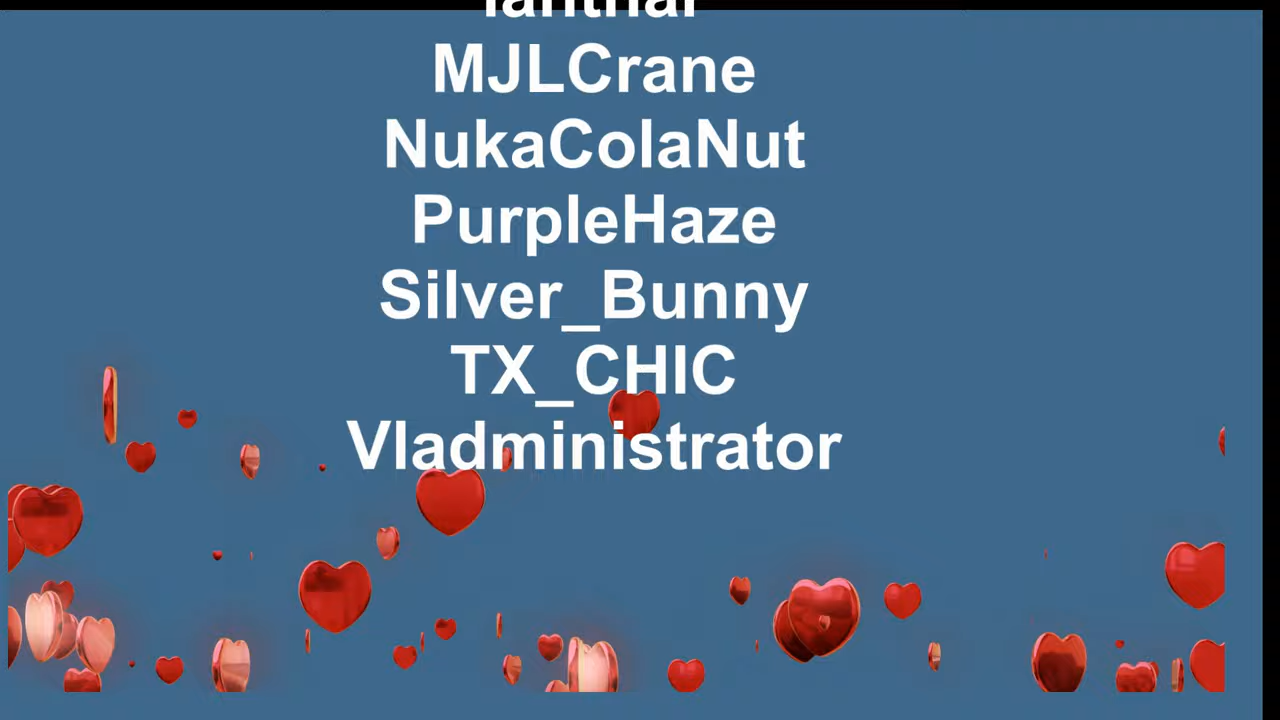 MJLCrane
NukaColaNut
PurpleHaze
Silver_Bunny
TX_CHIC
Vladministrator